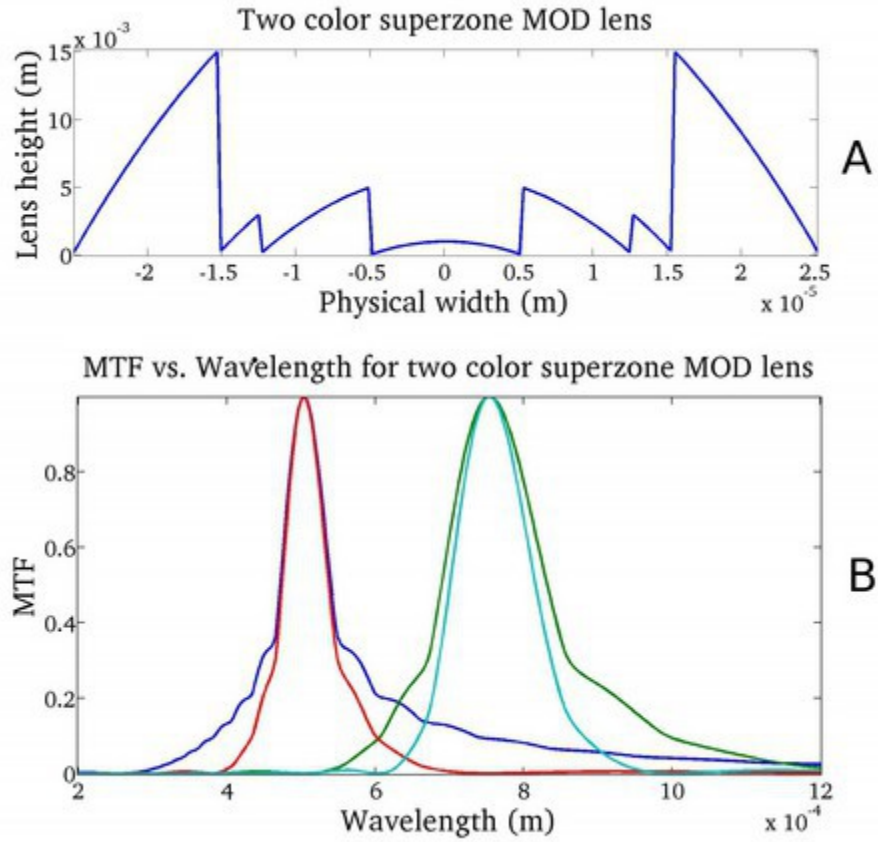 Two color superzone MOD lens
x 10⁻³
15
10
5
0
Lens height (m)
A
-2 -1.5 -1 -0.5 0 0.5 1 1.5 2 2.5
Physical width (m)
x 10⁻⁵
MTF vs. Wavelength for two color superzone MOD lens
0.8
0.6
0.4
0.2
0
MTF
B
2 4 6 8 10 12
Wavelength (m)
x 10⁻⁴